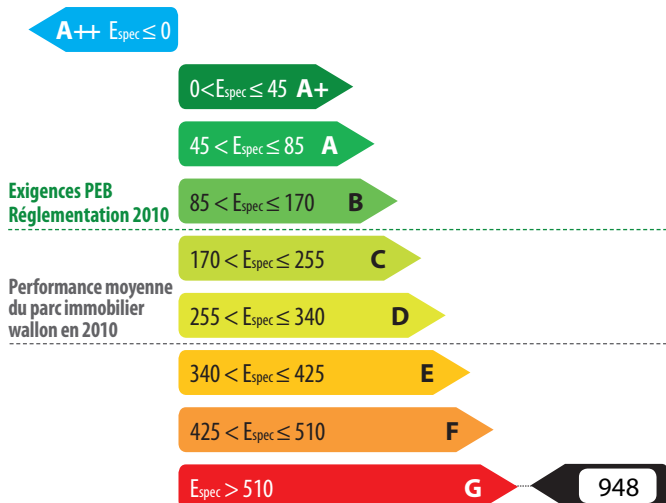 A++ Espec ≤ 0
0 < Espec ≤ 45 A+
45 < Espec ≤ 85 A
Exigences PEB
Réglementation 2010
85 < Espec ≤ 170 B
170 < Espec ≤ 255 C
Performance moyenne
du parc immobilier
wallon en 2010
255 < Espec ≤ 340 D
340 < Espec ≤ 425 E
425 < Espec ≤ 510 F
Espec > 510 G 948